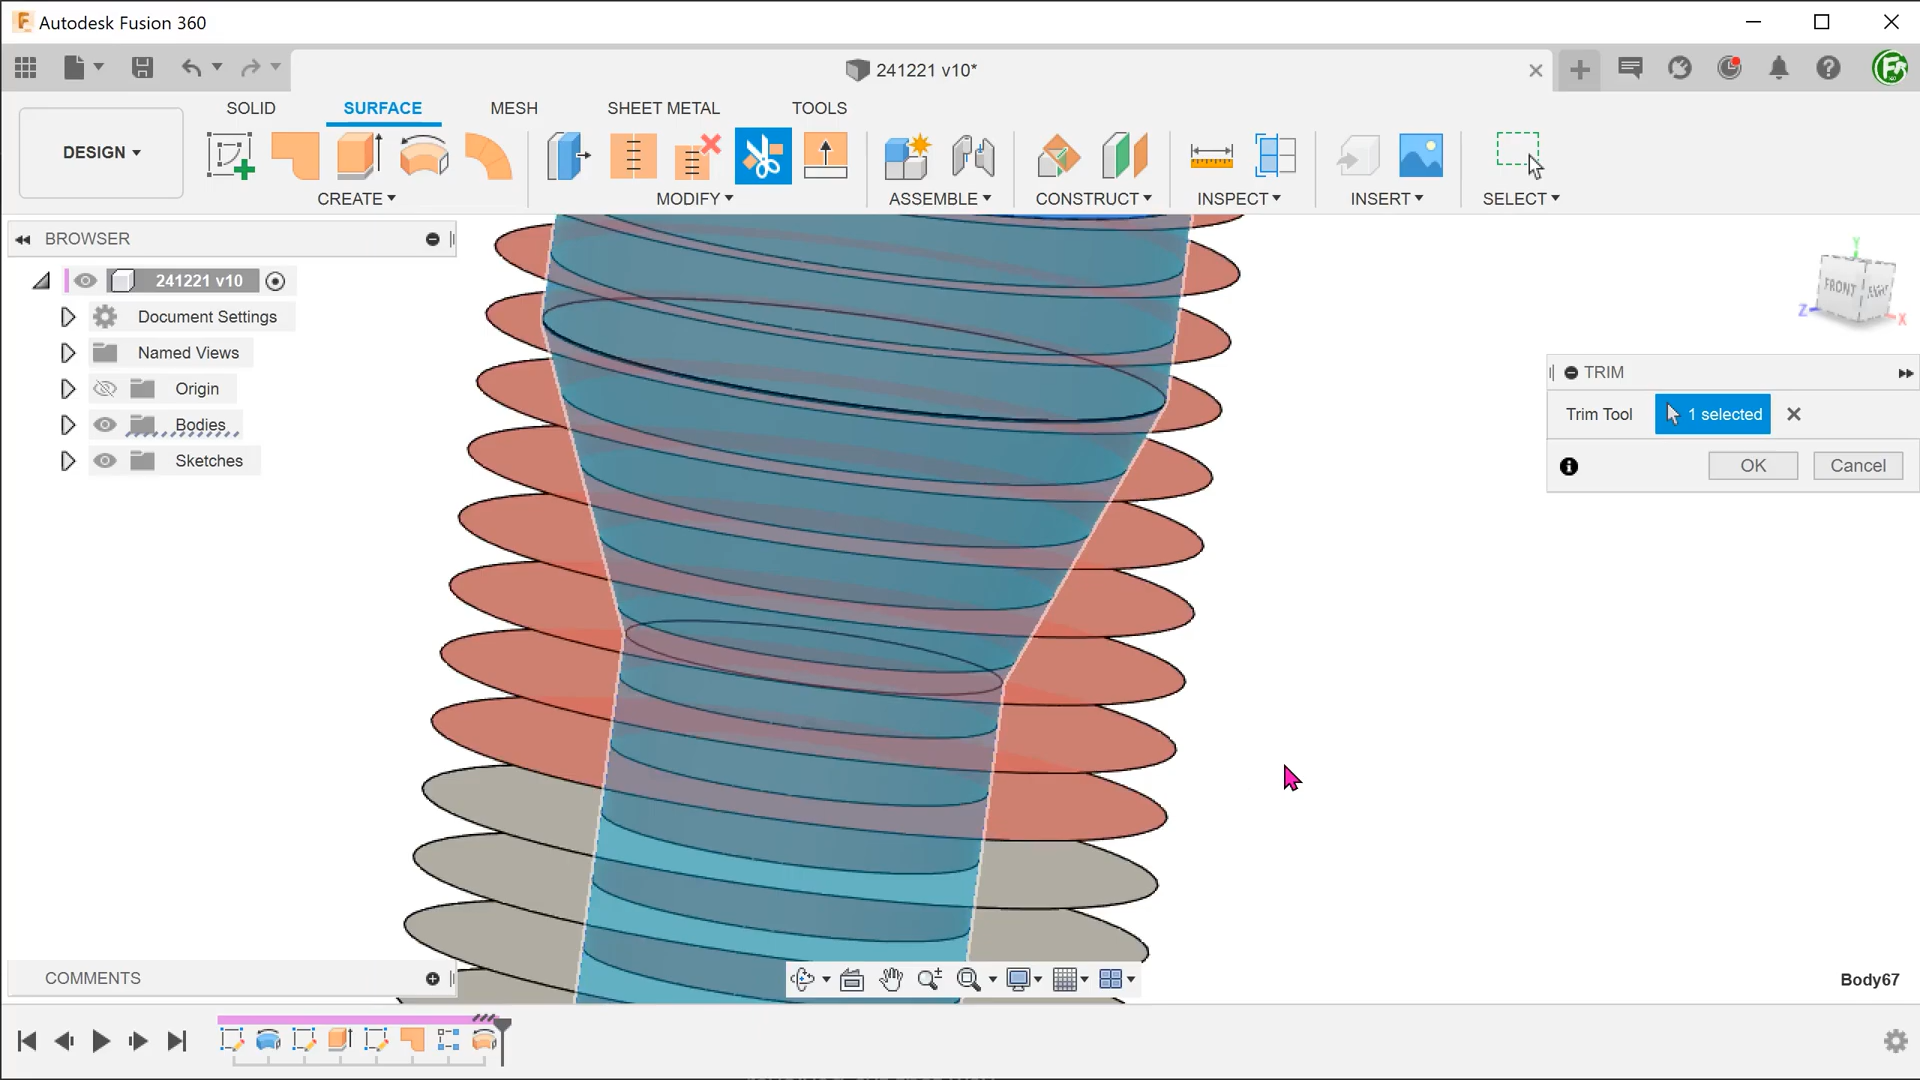 Autodesk Fusion 360
241221 v10*
SOLID SURFACE MESH SHEET METAL TOOLS
DESIGN
CREATE MODIFY ASSEMBLE CONSTRUCT INSPECT INSERT SELECT
BROWSER
241221 v10
Document Settings
Named Views
Origin
Bodies
Sketches
Y
FRONT RIGHT
Z X
TRIM
Trim Tool 1 selected
OK Cancel
COMMENTS
Body67